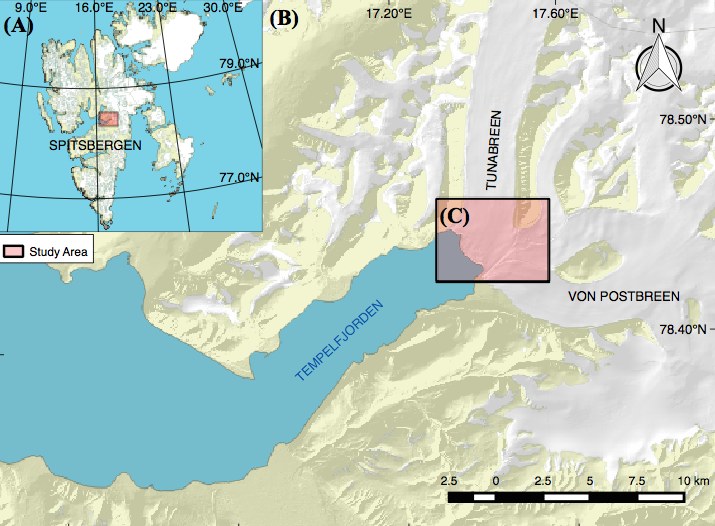 9.0°E 16.0°E 23.0°E 30.0°E
(A)
79.0°N
SPITSBERGEN
77.0°N
Study Area
(B)
17.20°E 17.60°E
N
78.50°N
TUNABREEN
(C)
VON POSTBREEN
78.40°N
TEMPELFJORDEN
2.5 0 2.5 5 7.5 10 km